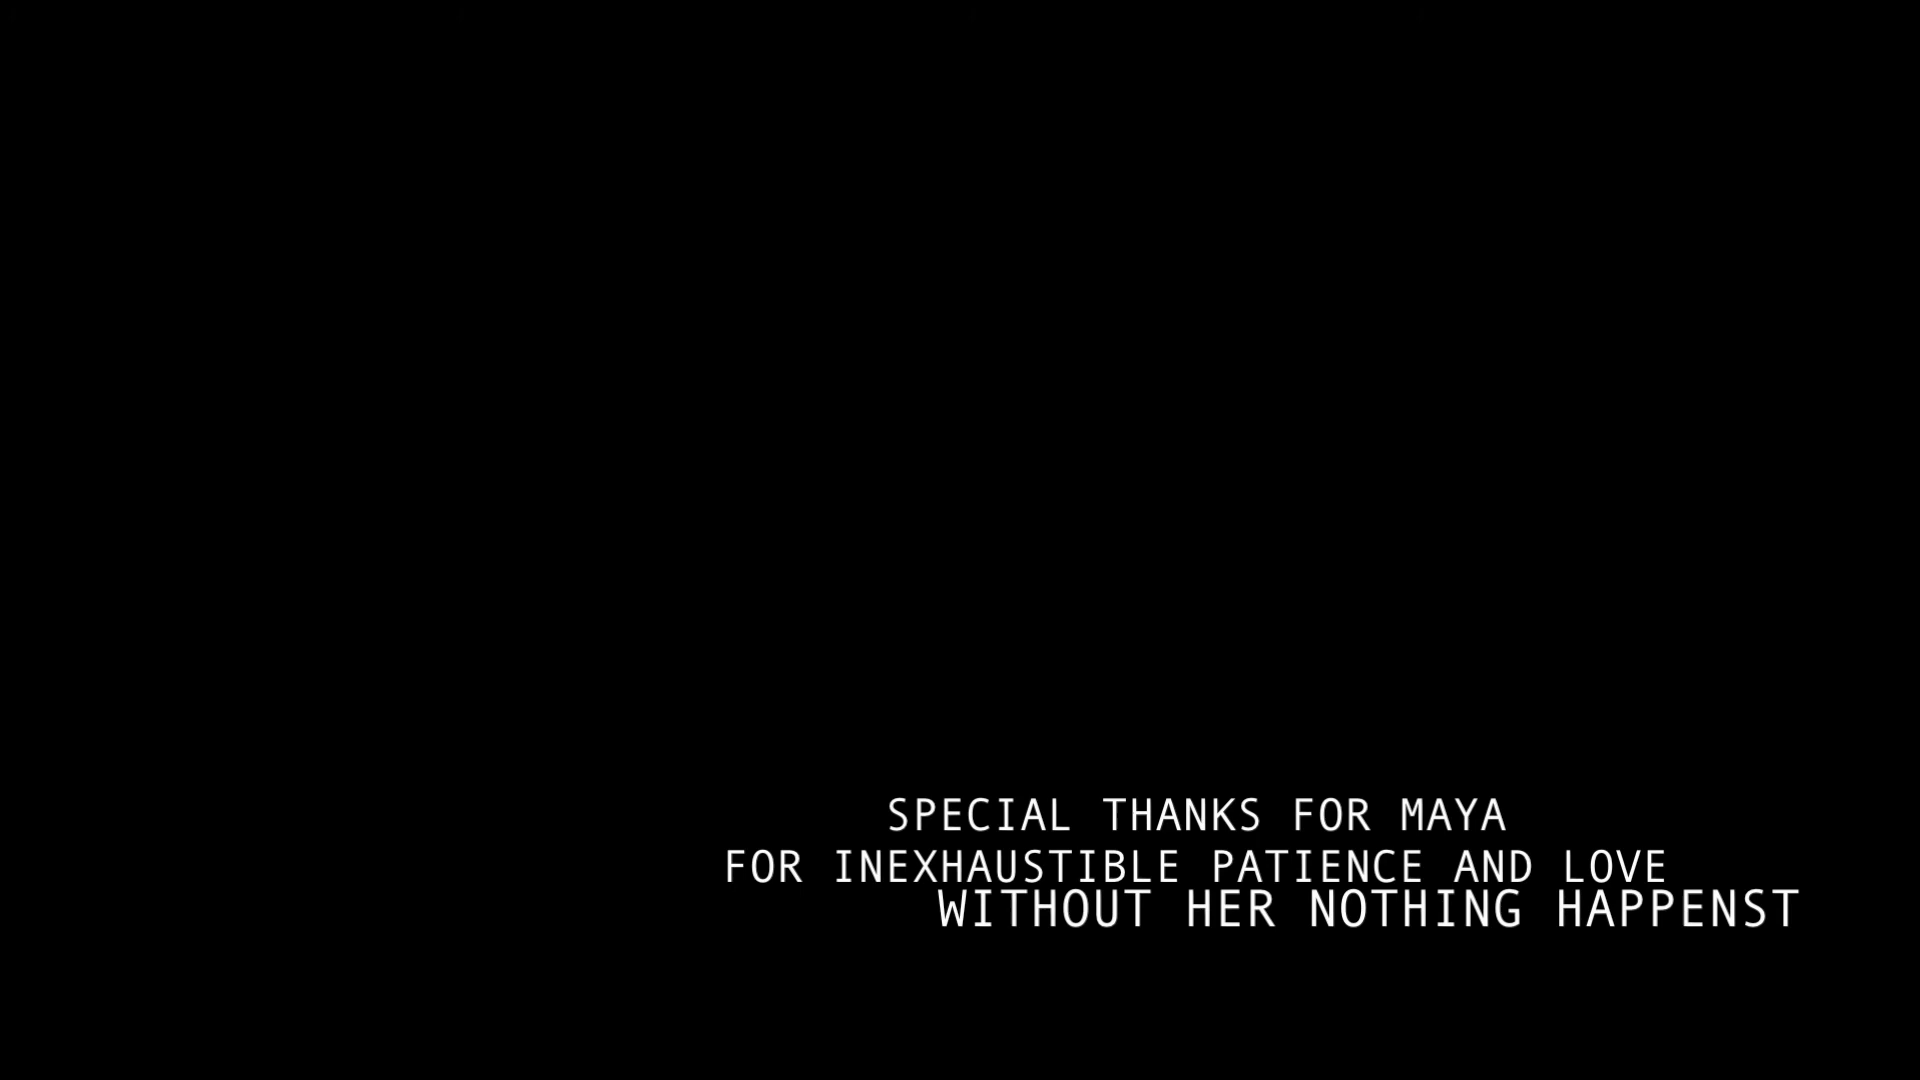 SPECIAL THANKS FOR MAYA
FOR INEXHAUSTIBLE PATIENCE AND LOVE
WITHOUT HER NOTHING HAPPENST